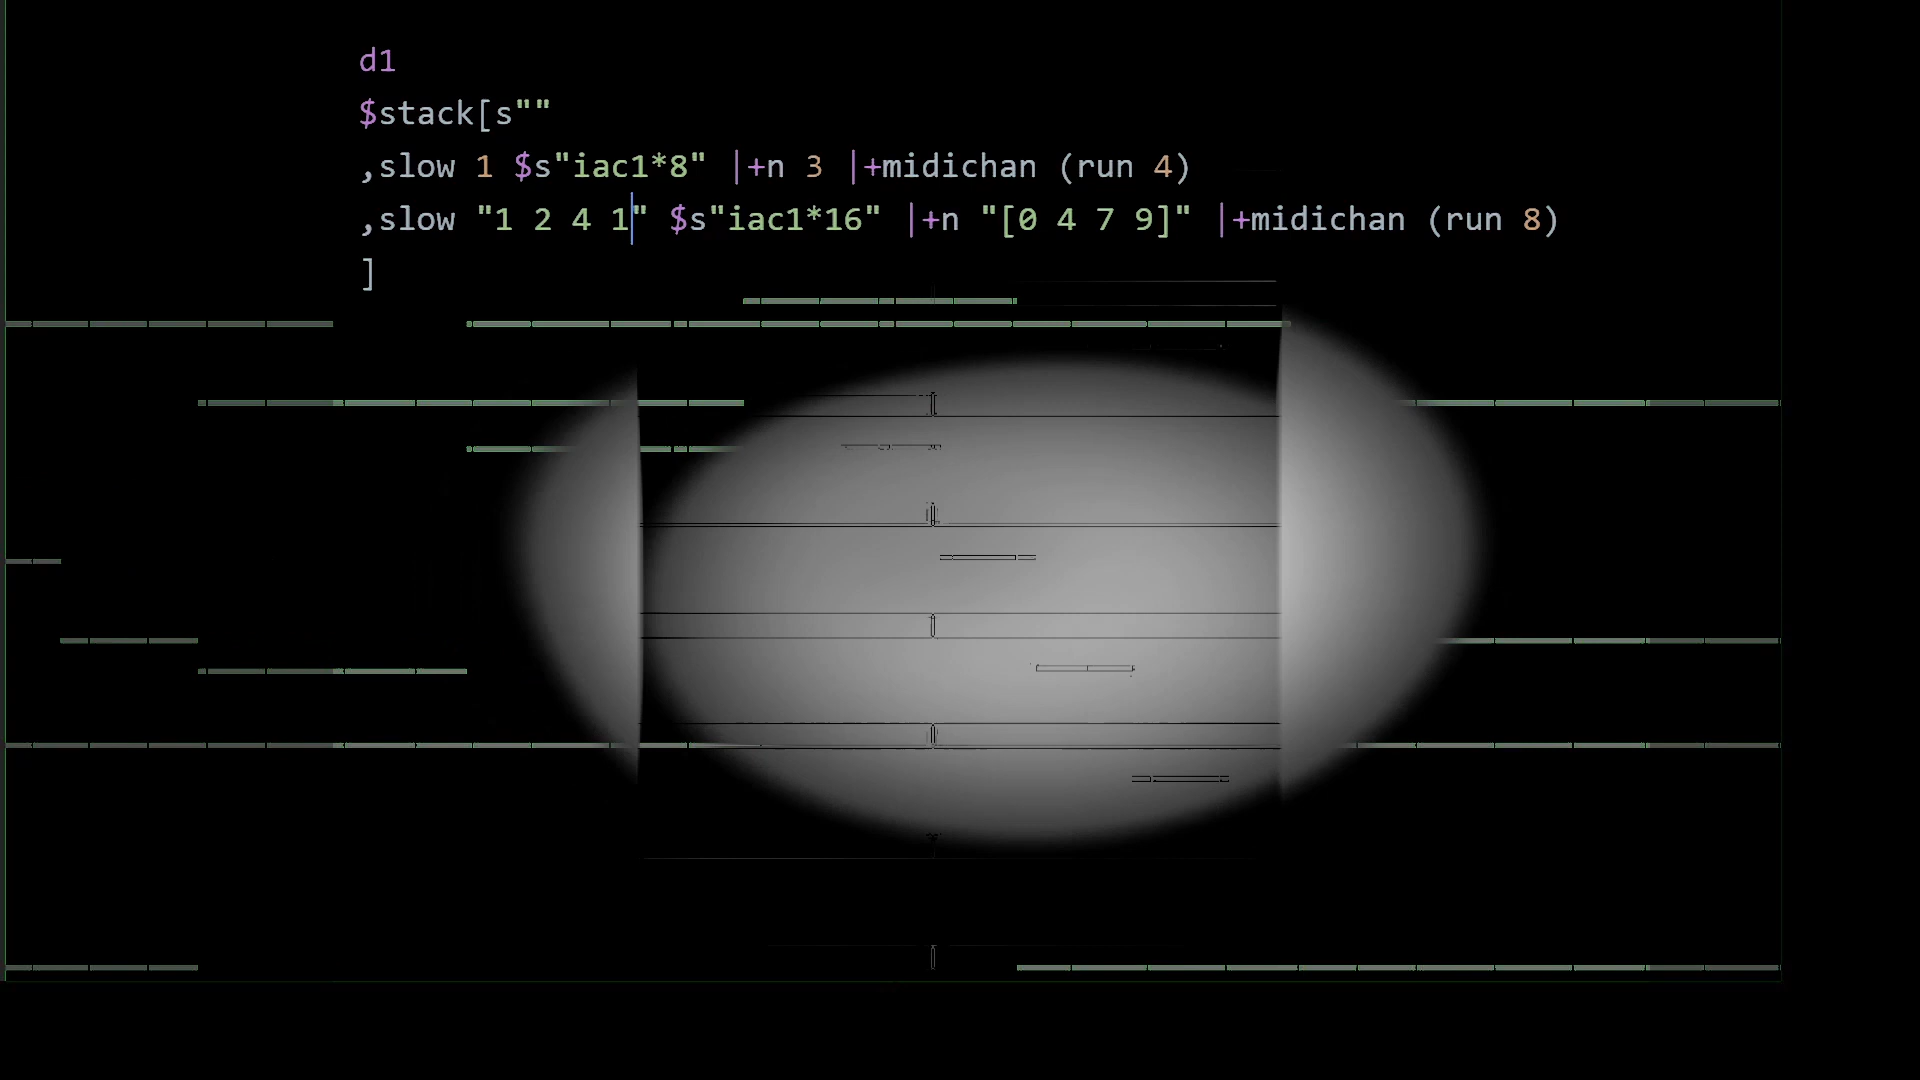 d1
$stack[s""
,slow 1 $s"iac1*8" |+n 3 |+midichan (run 4)
,slow "1 2 4 1" $s"iac1*16" |+n "[0 4 7 9]" |+midichan (run 8)
]